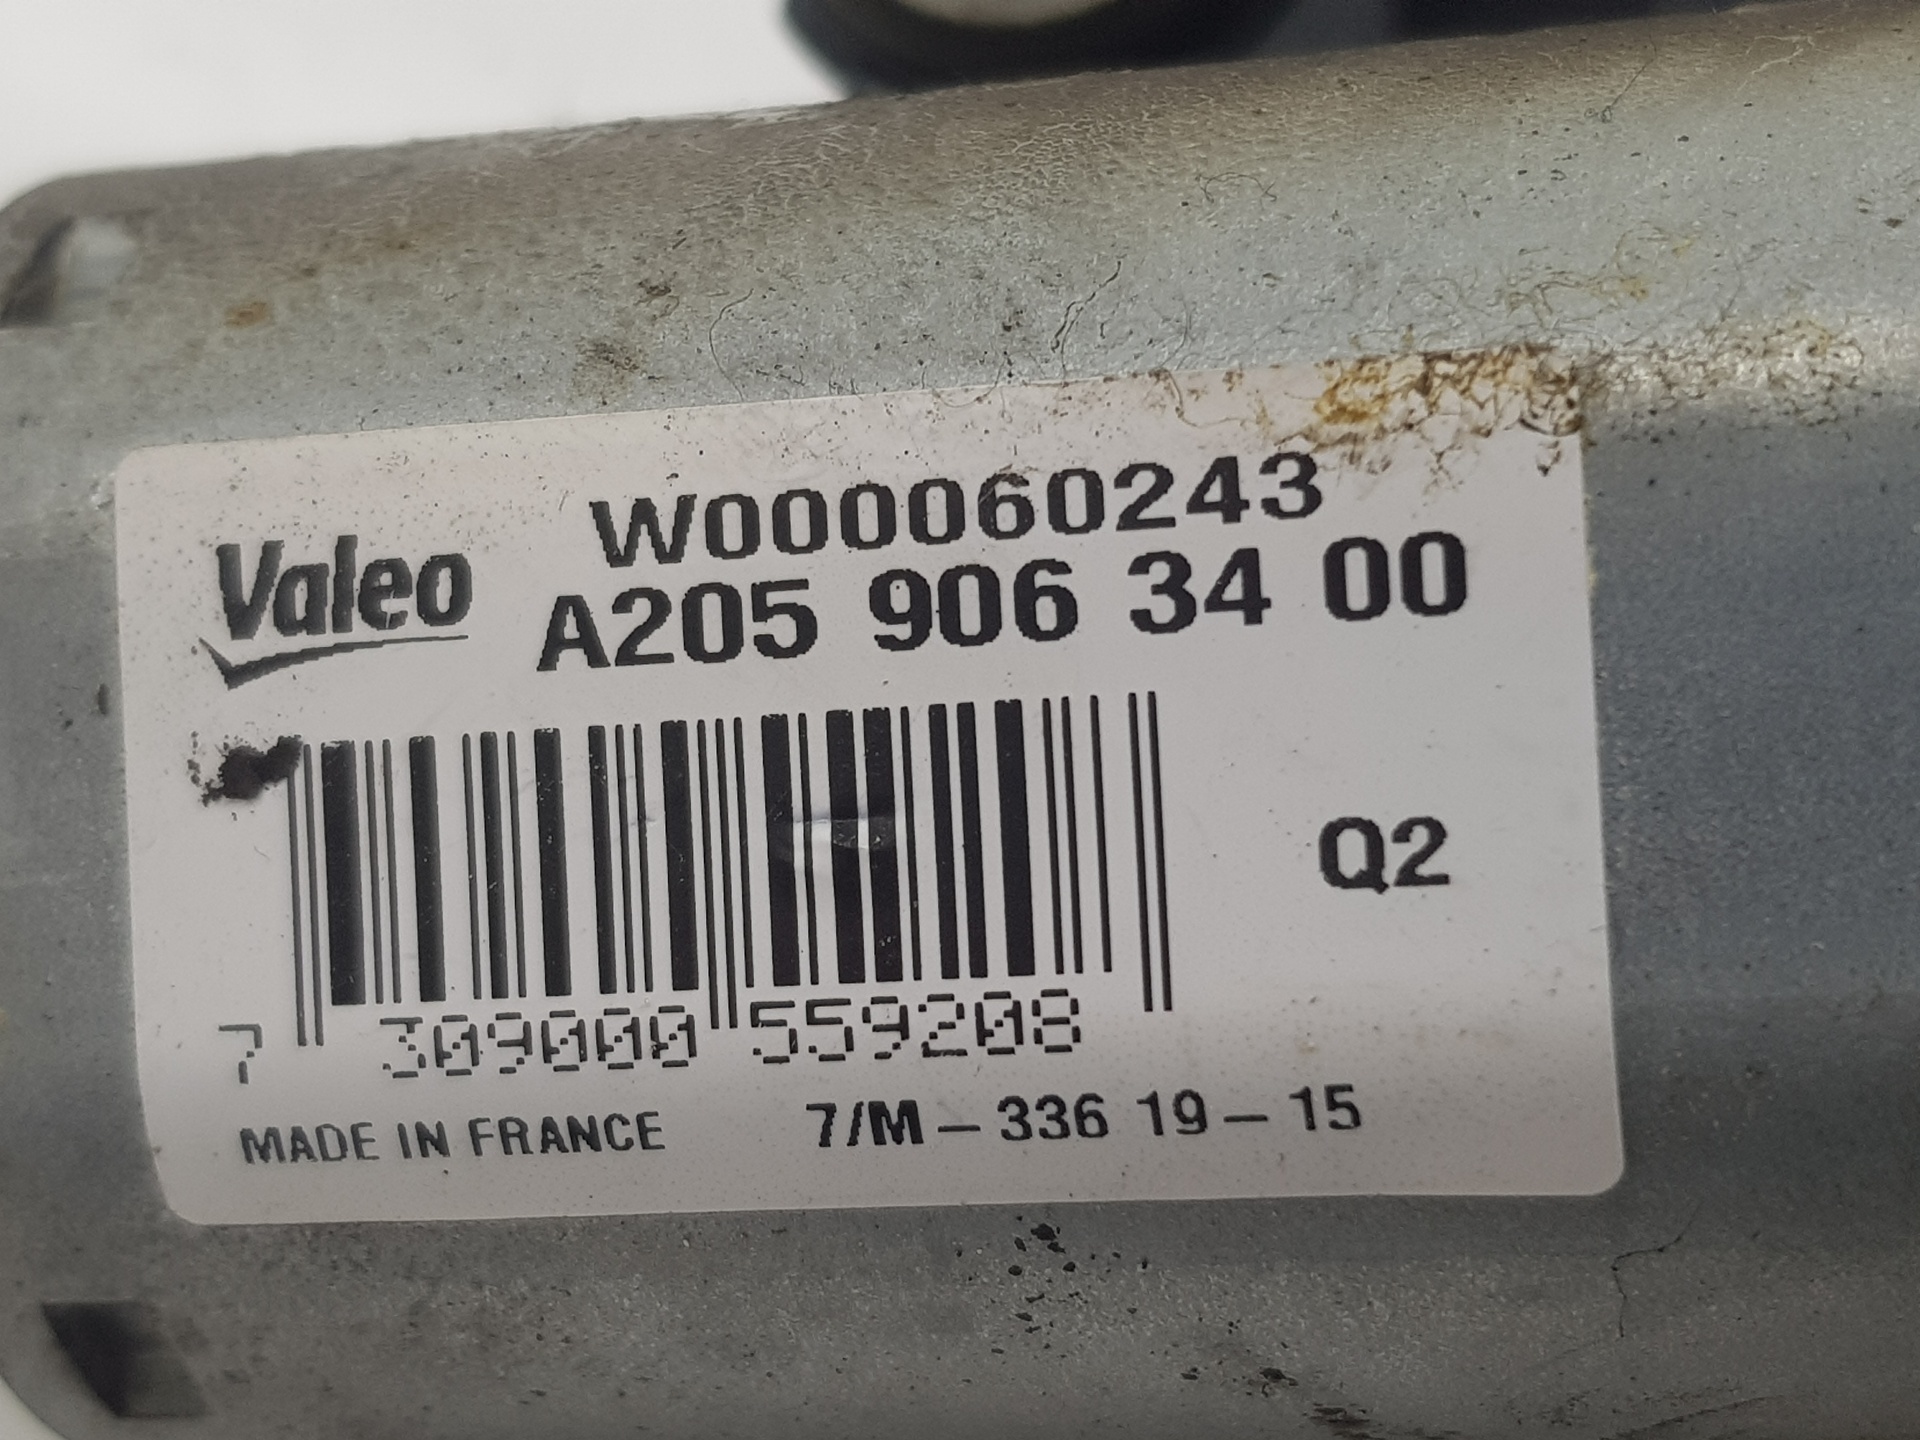 Valeo
W000060243
A205 906 34 00
Q2
7 309000 559208
MADE IN FRANCE 7/M - 336 19 - 15